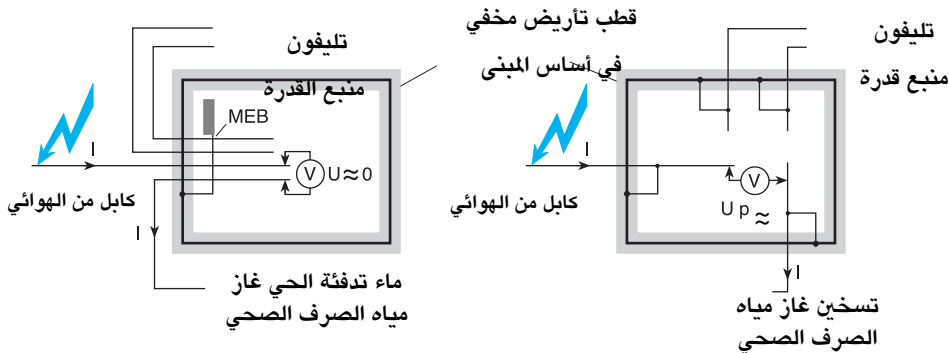 تليفون
منبع القدرة
MEB
I
V
U ≈ 0
كابل من الهوائي
I
ماء تدفئة الحي غاز
مياه الصرف الصحي
قطب تأريض مخفي
في أساس المبنى
تليفون
منبع قدرة
I
V
U p ≈
كابل من الهوائي
I
تسخين غاز مياه
الصرف الصحي